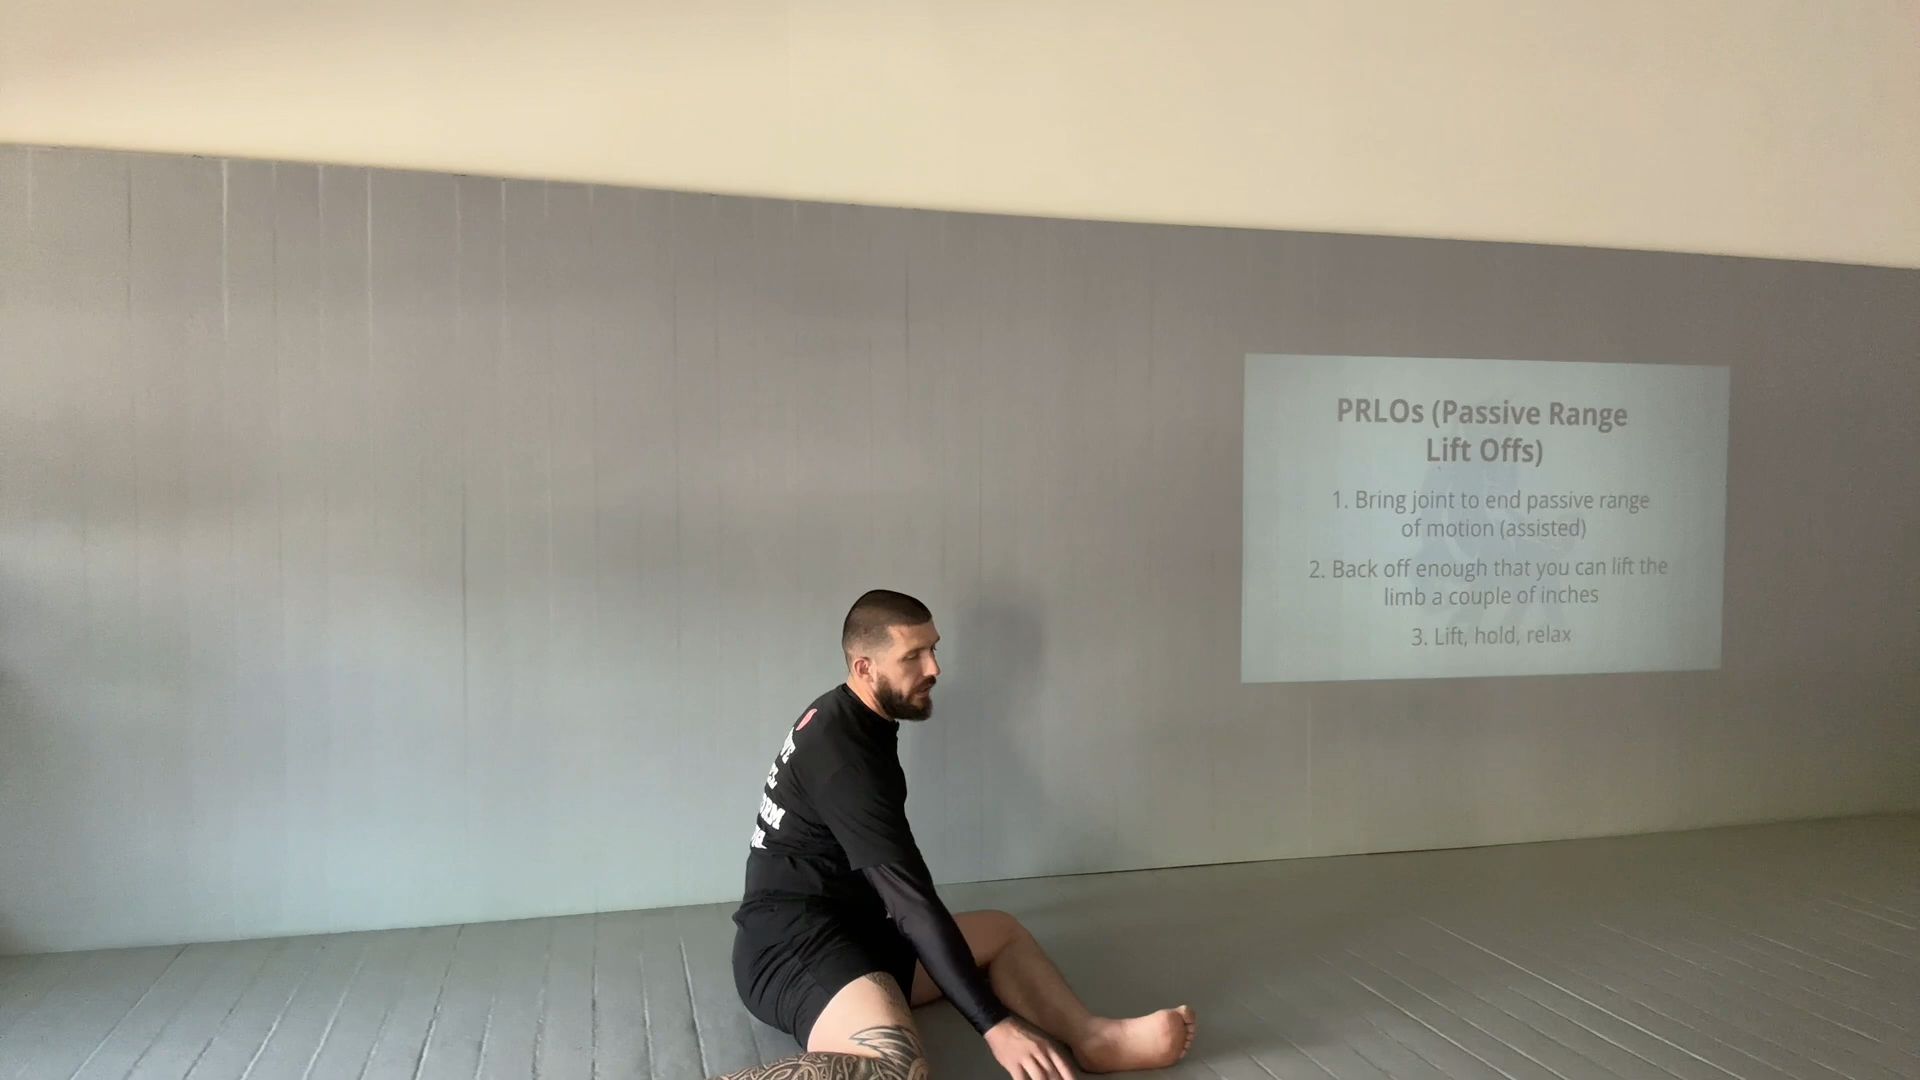 PRLOs (Passive Range
Lift Offs)
1. Bring joint to end passive range
of motion (assisted)
2. Back off enough that you can lift the
limb a couple of inches
3. Lift, hold, relax